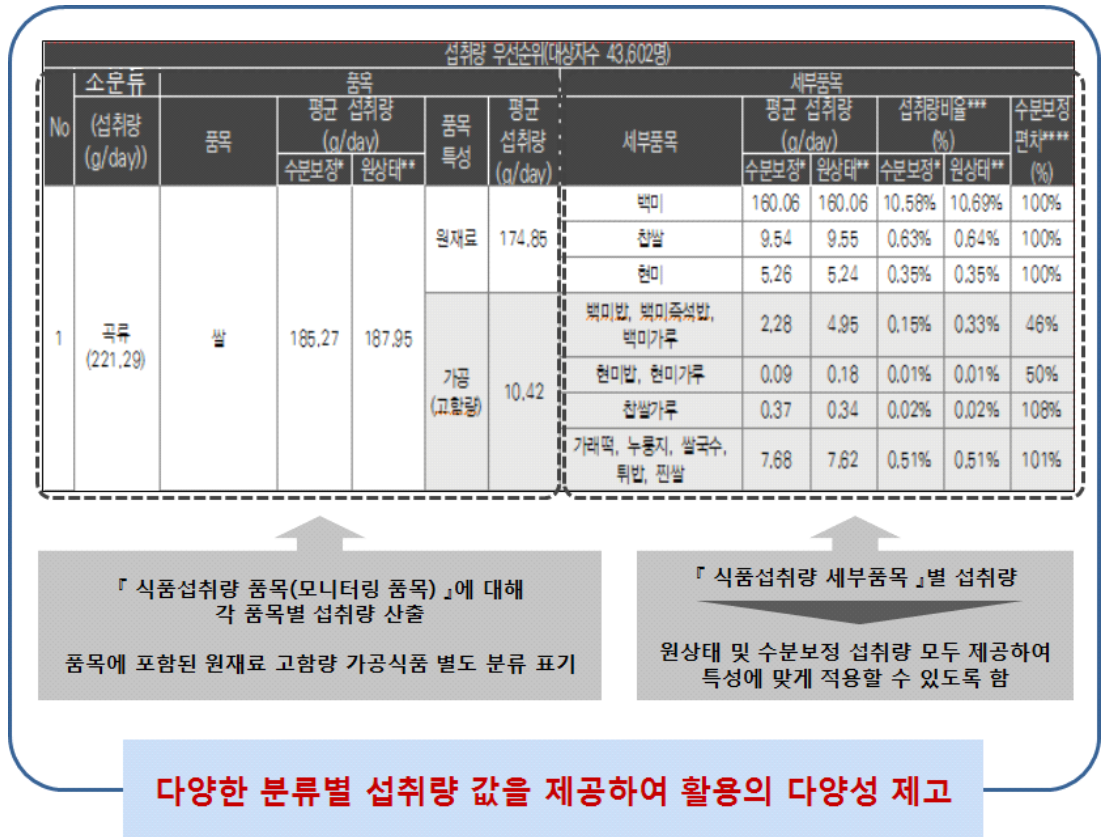 섭취량 우선순위(대상자수 43,602명)
No 소분류 (섭취량 (g/day)) 품목 세부품목
품목 평균 섭취량 (g/day) 품목 특성 평균 섭취량 (g/day) 세부품목 평균 섭취량 (g/day) 섭취량비율*** (%) 수분보정 편차**** (%)
수분보정* 원상태** 수분보정* 원상태** 수분보정* 원상태**
1 곡류 (221,29) 쌀 185,27 187,95 원재료 174,85 백미 160,06 160,06 10,58% 10,69% 100%
찹쌀 9,54 9,55 0,63% 0,64% 100%
현미 5,26 5,24 0,35% 0,35% 100%
가공 (고함량) 10,42 백미밥, 백미즉석밥, 백미가루 2,28 4,95 0,15% 0,33% 46%
현미밥, 현미가루 0,09 0,18 0,01% 0,01% 50%
찹쌀가루 0,37 0,34 0,02% 0,02% 108%
가래떡, 누룽지, 쌀국수, 튀밥, 찐쌀 7,68 7,62 0,51% 0,51% 101%
『 식품섭취량 품목(모니터링 품목) 』에 대해
각 품목별 섭취량 산출
품목에 포함된 원재료 고함량 가공식품 별도 분류 표기
『 식품섭취량 세부품목 』별 섭취량
원상태 및 수분보정 섭취량 모두 제공하여
특성에 맞게 적용할 수 있도록 함
다양한 분류별 섭취량 값을 제공하여 활용의 다양성 제고